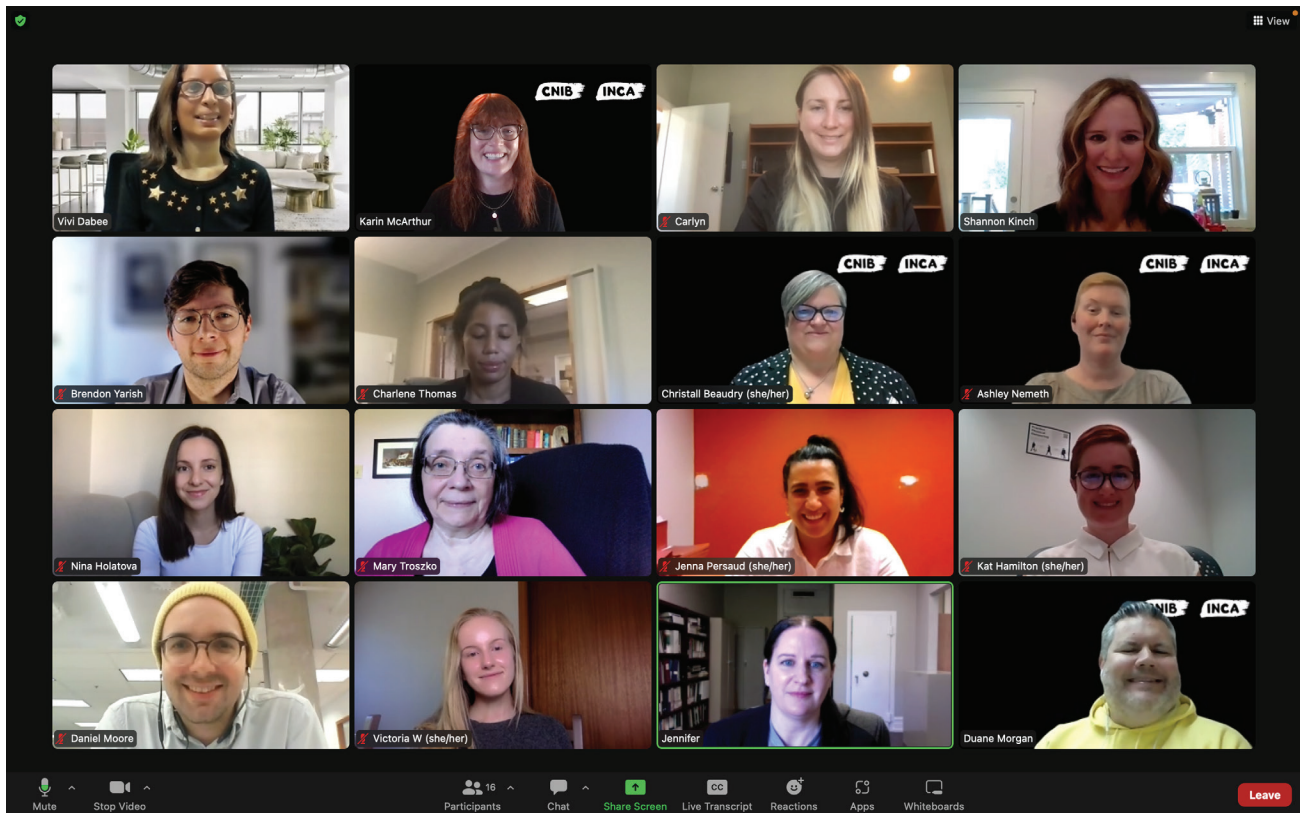 View
CNIB INCA
Vivi Dabee
Karin McArthur
Carlyn
Shannon Kinch
CNIB INCA
CNIB INCA
Brendon Yarish
Charlene Thomas
Christall Beaudry (she/her)
Ashley Nemeth
Nina Holatova
Mary Troszko
Jenna Persaud (she/her)
Kat Hamilton (she/her)
NIB INCA
Daniel Moore
Victoria W (she/her)
Jennifer
Duane Morgan
16
CC
Mute
Stop Video
Participants
Chat
Share Screen
Live Transcript
Reactions
Apps
Whiteboards
Leave